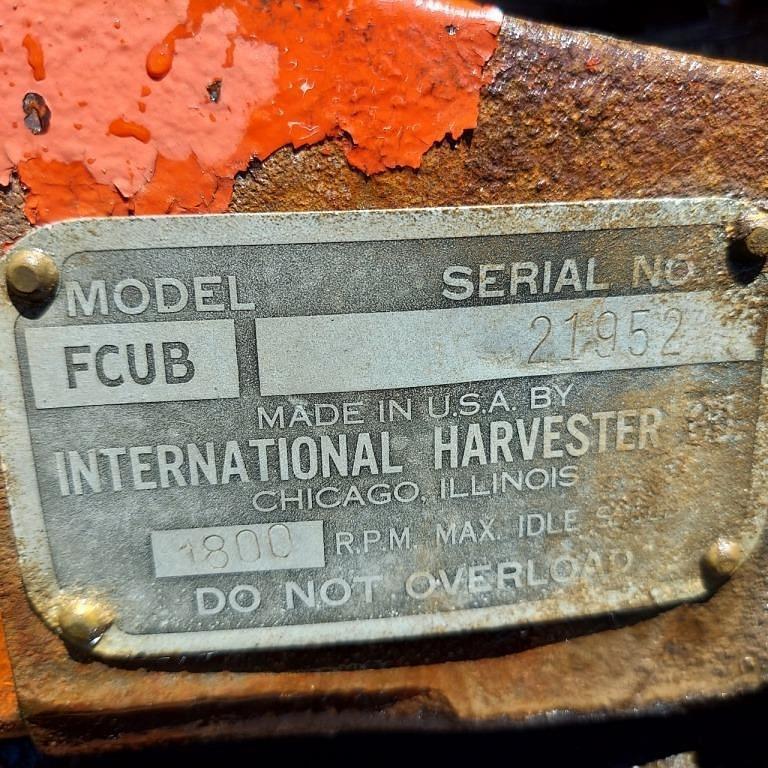 MODEL SERIAL NO
FCUB 21952
MADE IN U.S.A. BY
INTERNATIONAL HARVESTER
CHICAGO, ILLINOIS
1800 R.P.M. MAX. IDLE
DO NOT OVERLOAD